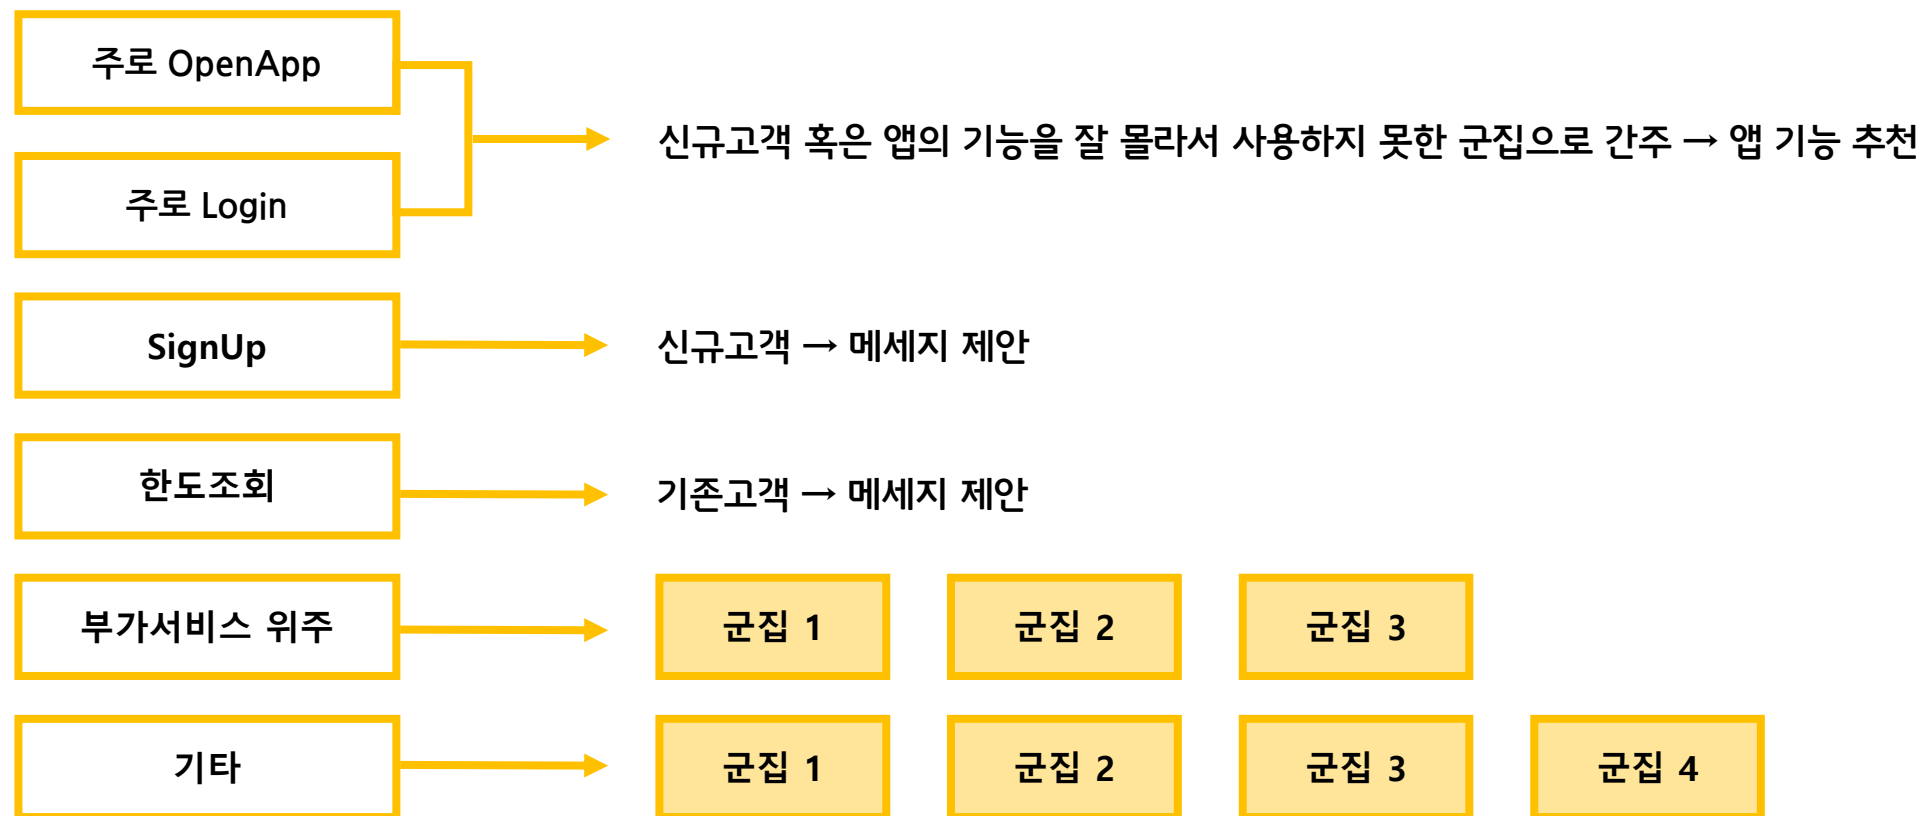 주로 OpenApp
주로 Login
신규고객 혹은 앱의 기능을 잘 몰라서 사용하지 못한 군집으로 간주 → 앱 기능 추천
SignUp
신규고객 → 메세지 제안
한도조회
기존고객 → 메세지 제안
부가서비스 위주
군집 1
군집 2
군집 3
기타
군집 1
군집 2
군집 3
군집 4